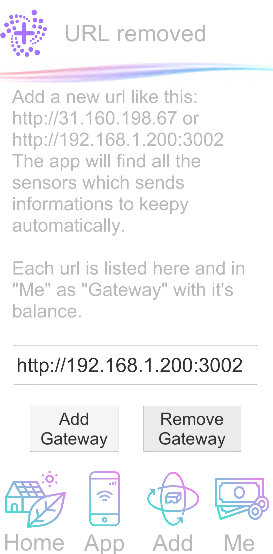 URL removed
Add a new url like this:
http://31.160.198.67 or
http://192.168.1.200:3002
The app will find all the
sensors which sends
informations to keepy
automatically.
Each url is listed here and in
"Me" as "Gateway" with it's
balance.
http://192.168.1.200:3002
Add
Gateway
Remove
Gateway
Home App Add Me